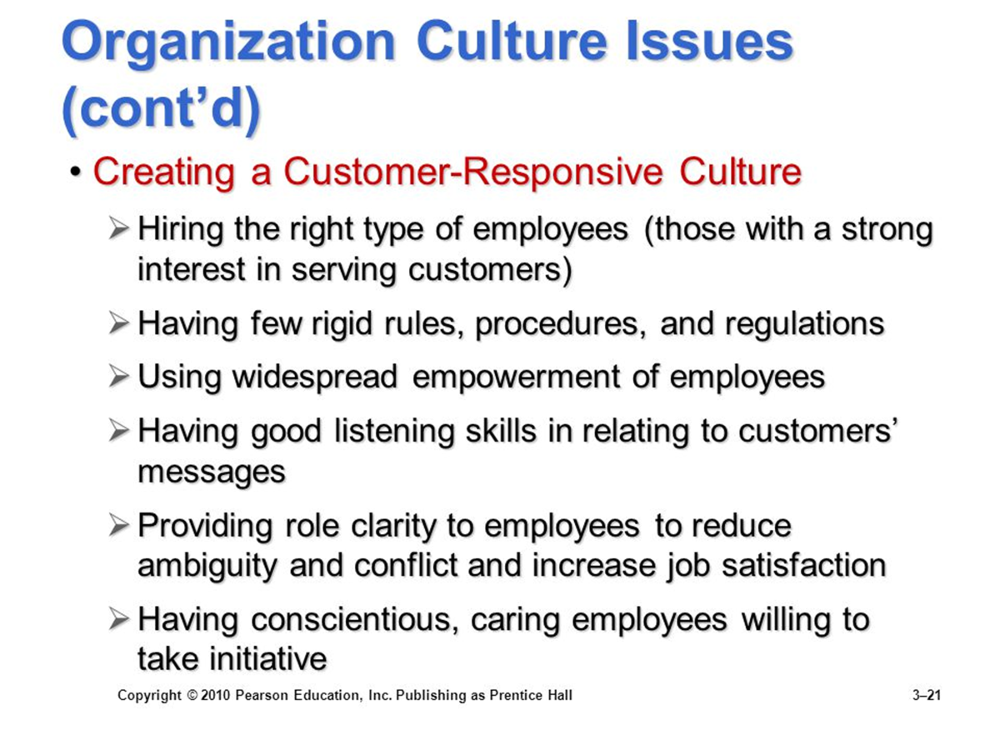 Organization Culture Issues
(cont’d)
• Creating a Customer-Responsive Culture
➢ Hiring the right type of employees (those with a strong
interest in serving customers)
➢ Having few rigid rules, procedures, and regulations
➢ Using widespread empowerment of employees
➢ Having good listening skills in relating to customers’
messages
➢ Providing role clarity to employees to reduce
ambiguity and conflict and increase job satisfaction
➢ Having conscientious, caring employees willing to
take initiative
Copyright © 2010 Pearson Education, Inc. Publishing as Prentice Hall 3–21